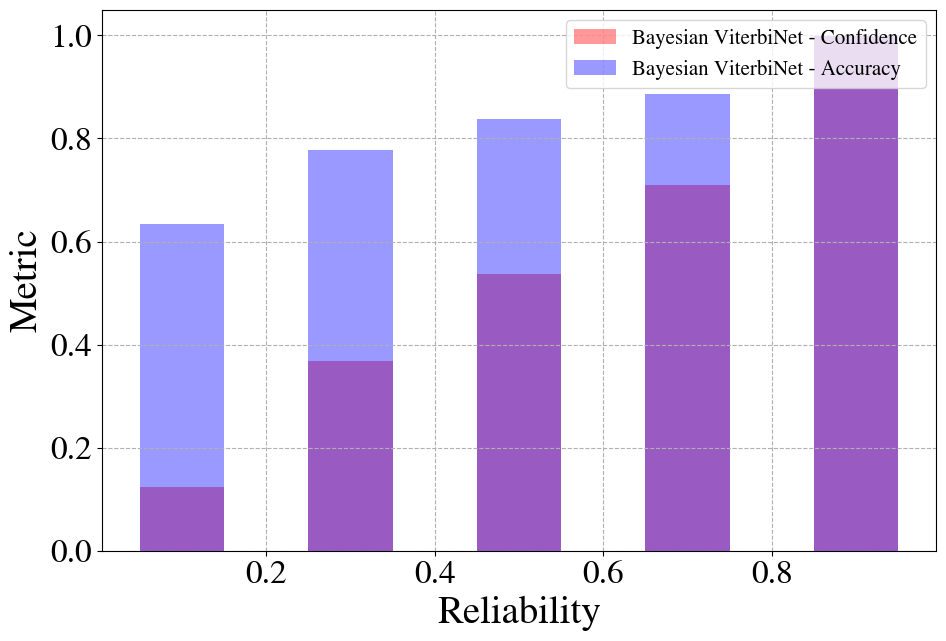 Bayesian ViterbiNet - Confidence
Bayesian ViterbiNet - Accuracy
1.0
0.8
0.6
0.4
0.2
0.0
Metric
0.2 0.4 0.6 0.8
Reliability